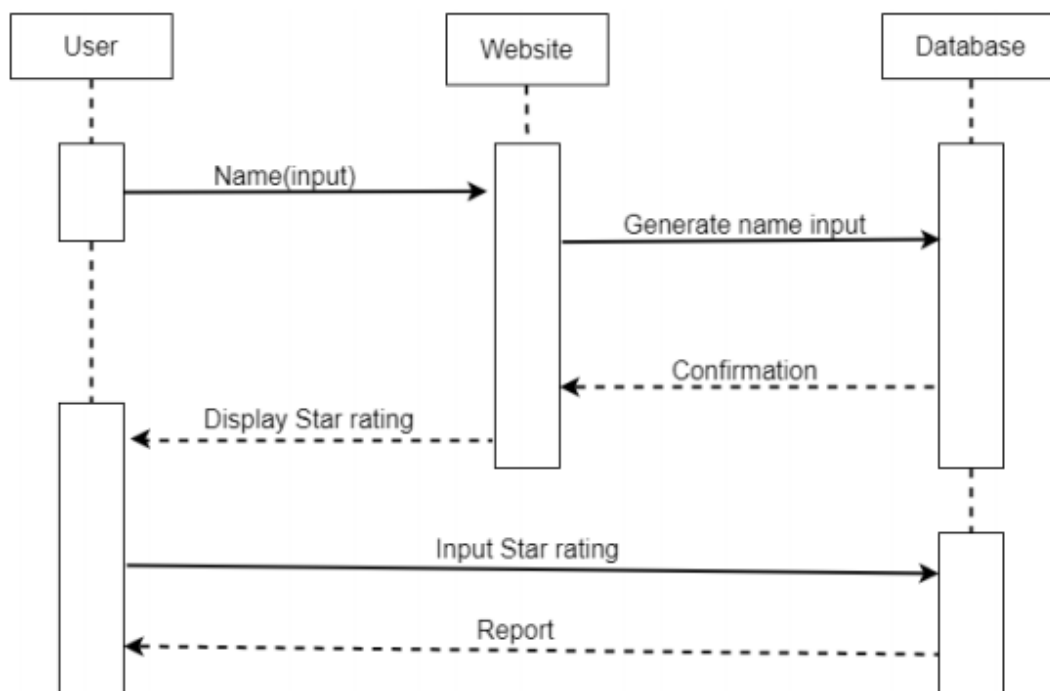 User
Website
Database
Name(input)
Generate name input
Confirmation
Display Star rating
Input Star rating
Report